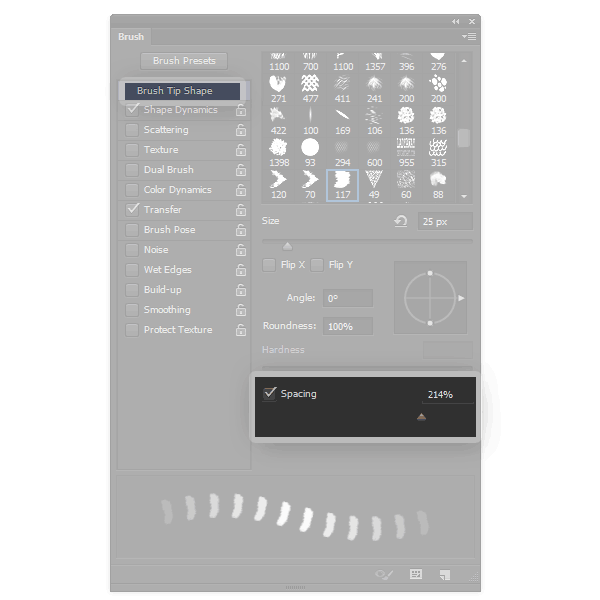 Brush
Brush Presets
Brush Tip Shape
Shape Dynamics
Scattering
Texture
Dual Brush
Color Dynamics
Transfer
Brush Pose
Noise
Wet Edges
Build-up
Smoothing
Protect Texture
1100 700 1100 1357 396 276
271 477 411 241 200 200
422 100 169 106 136 136
1398 93 294 600 955 315
120 70 117 49 60 88
Size 25 px
Flip X Flip Y
Angle: 0°
Roundness: 100%
Hardness
Spacing 214%